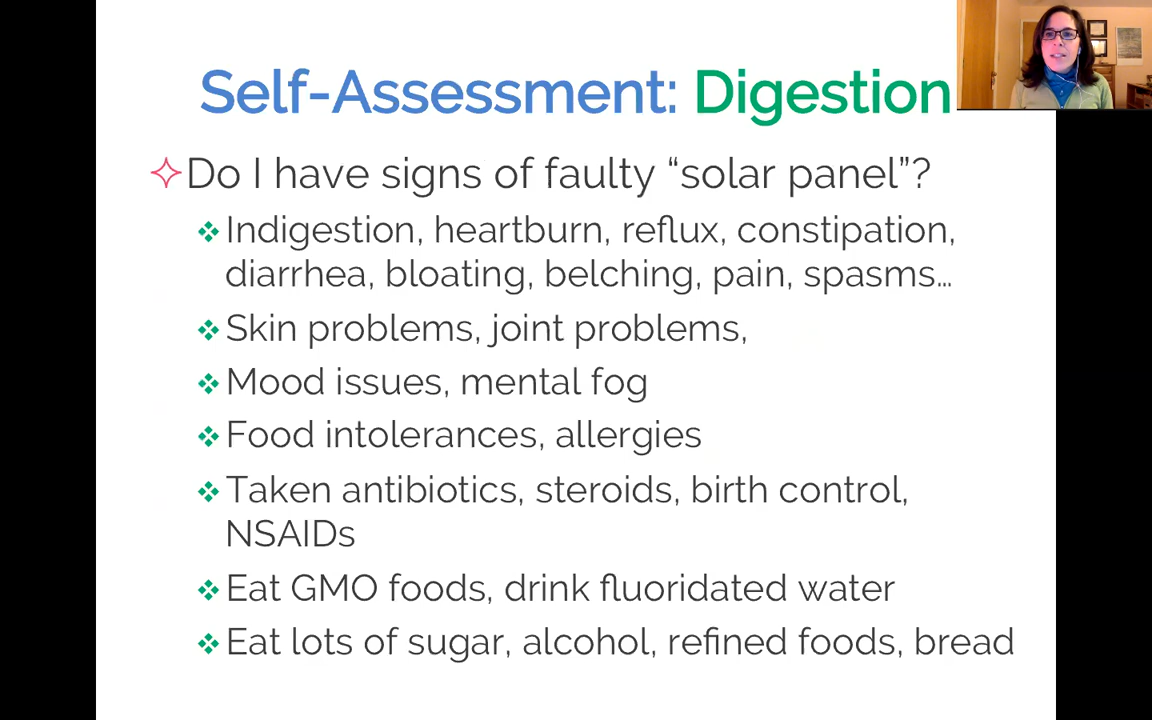 Self-Assessment: Digestion
Do I have signs of faulty “solar panel”?
Indigestion, heartburn, reflux, constipation,
diarrhea, bloating, belching, pain, spasms…
Skin problems, joint problems,
Mood issues, mental fog
Food intolerances, allergies
Taken antibiotics, steroids, birth control,
NSAIDs
Eat GMO foods, drink fluoridated water
Eat lots of sugar, alcohol, refined foods, bread